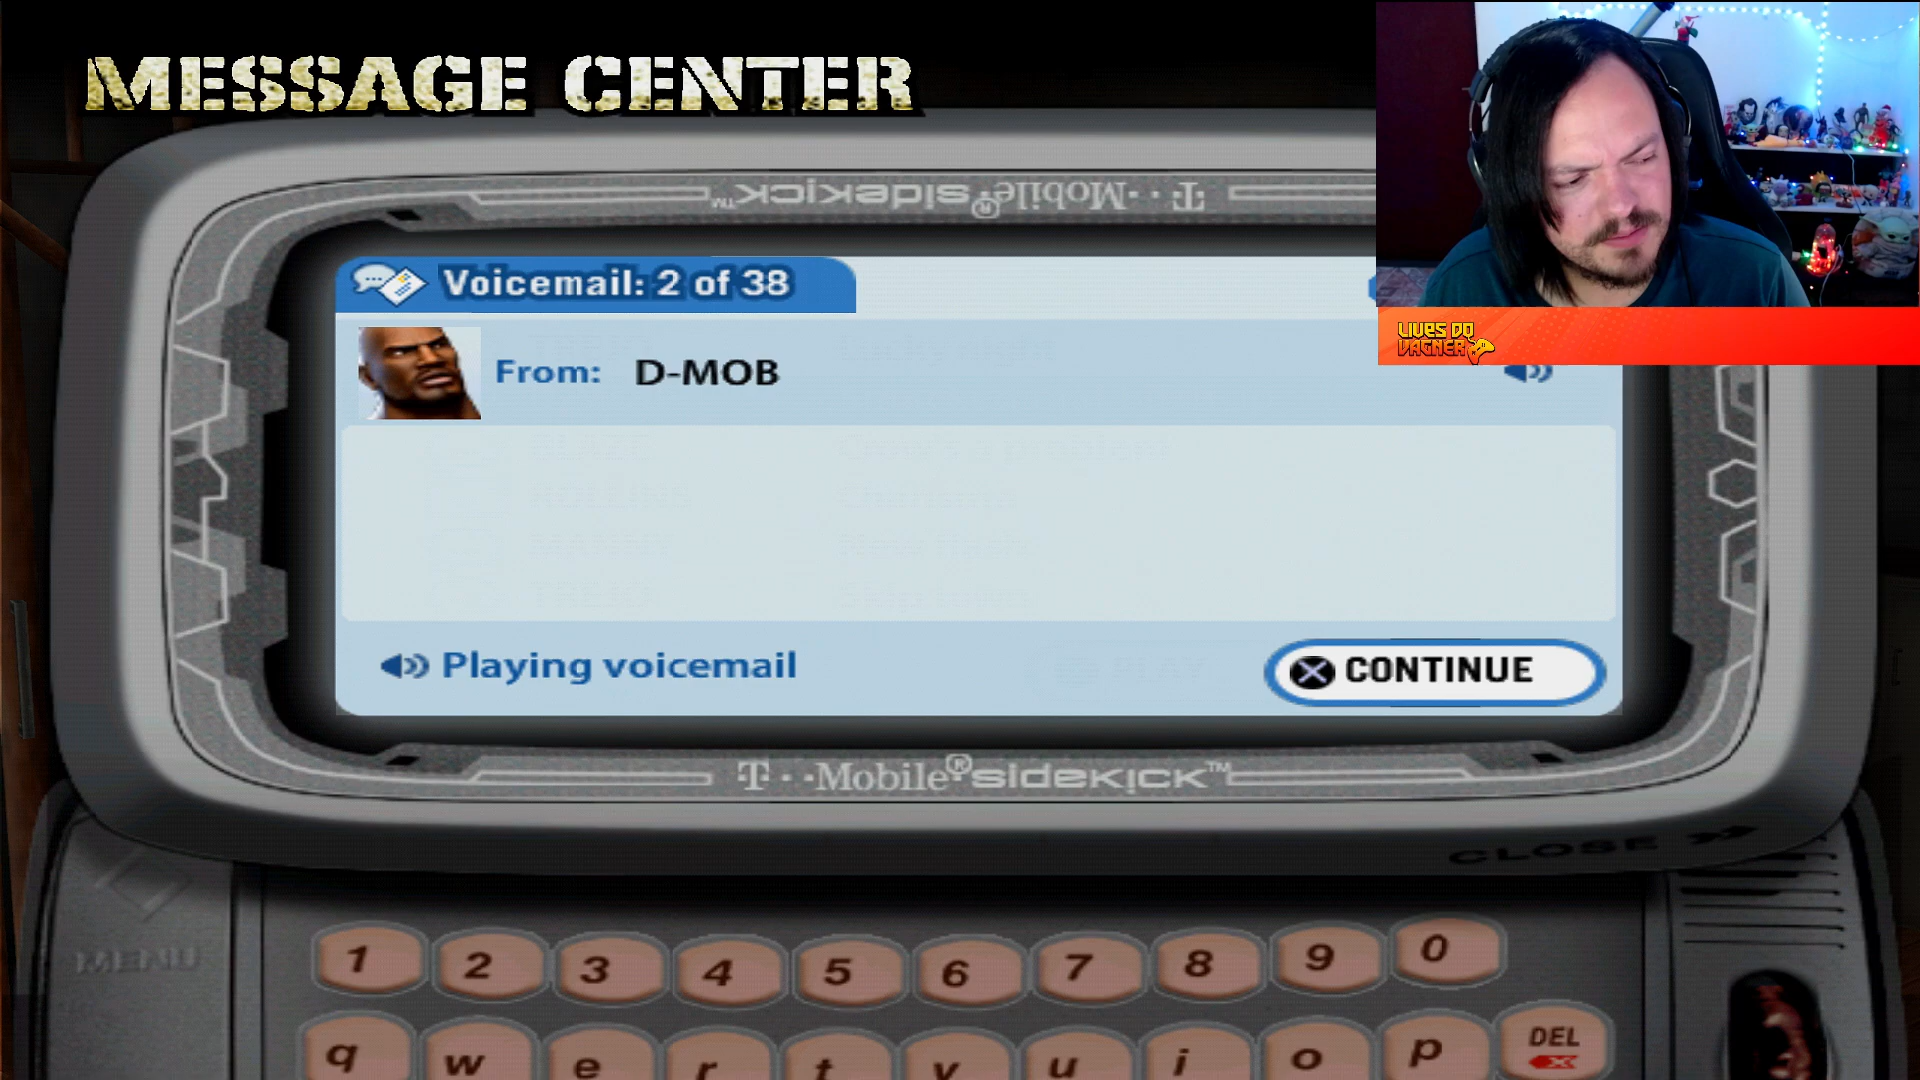 MESSAGE CENTER
T··Mobile® sidekick™
Voicemail: 2 of 38
From: D-MOB
LIVES DO
VAGNER
Playing voicemail
CONTINUE
T··Mobile® sidekick™
CLOSE
MENU
1 2 3 4 5 6 7 8 9 0
q w e r t y u i o p DEL